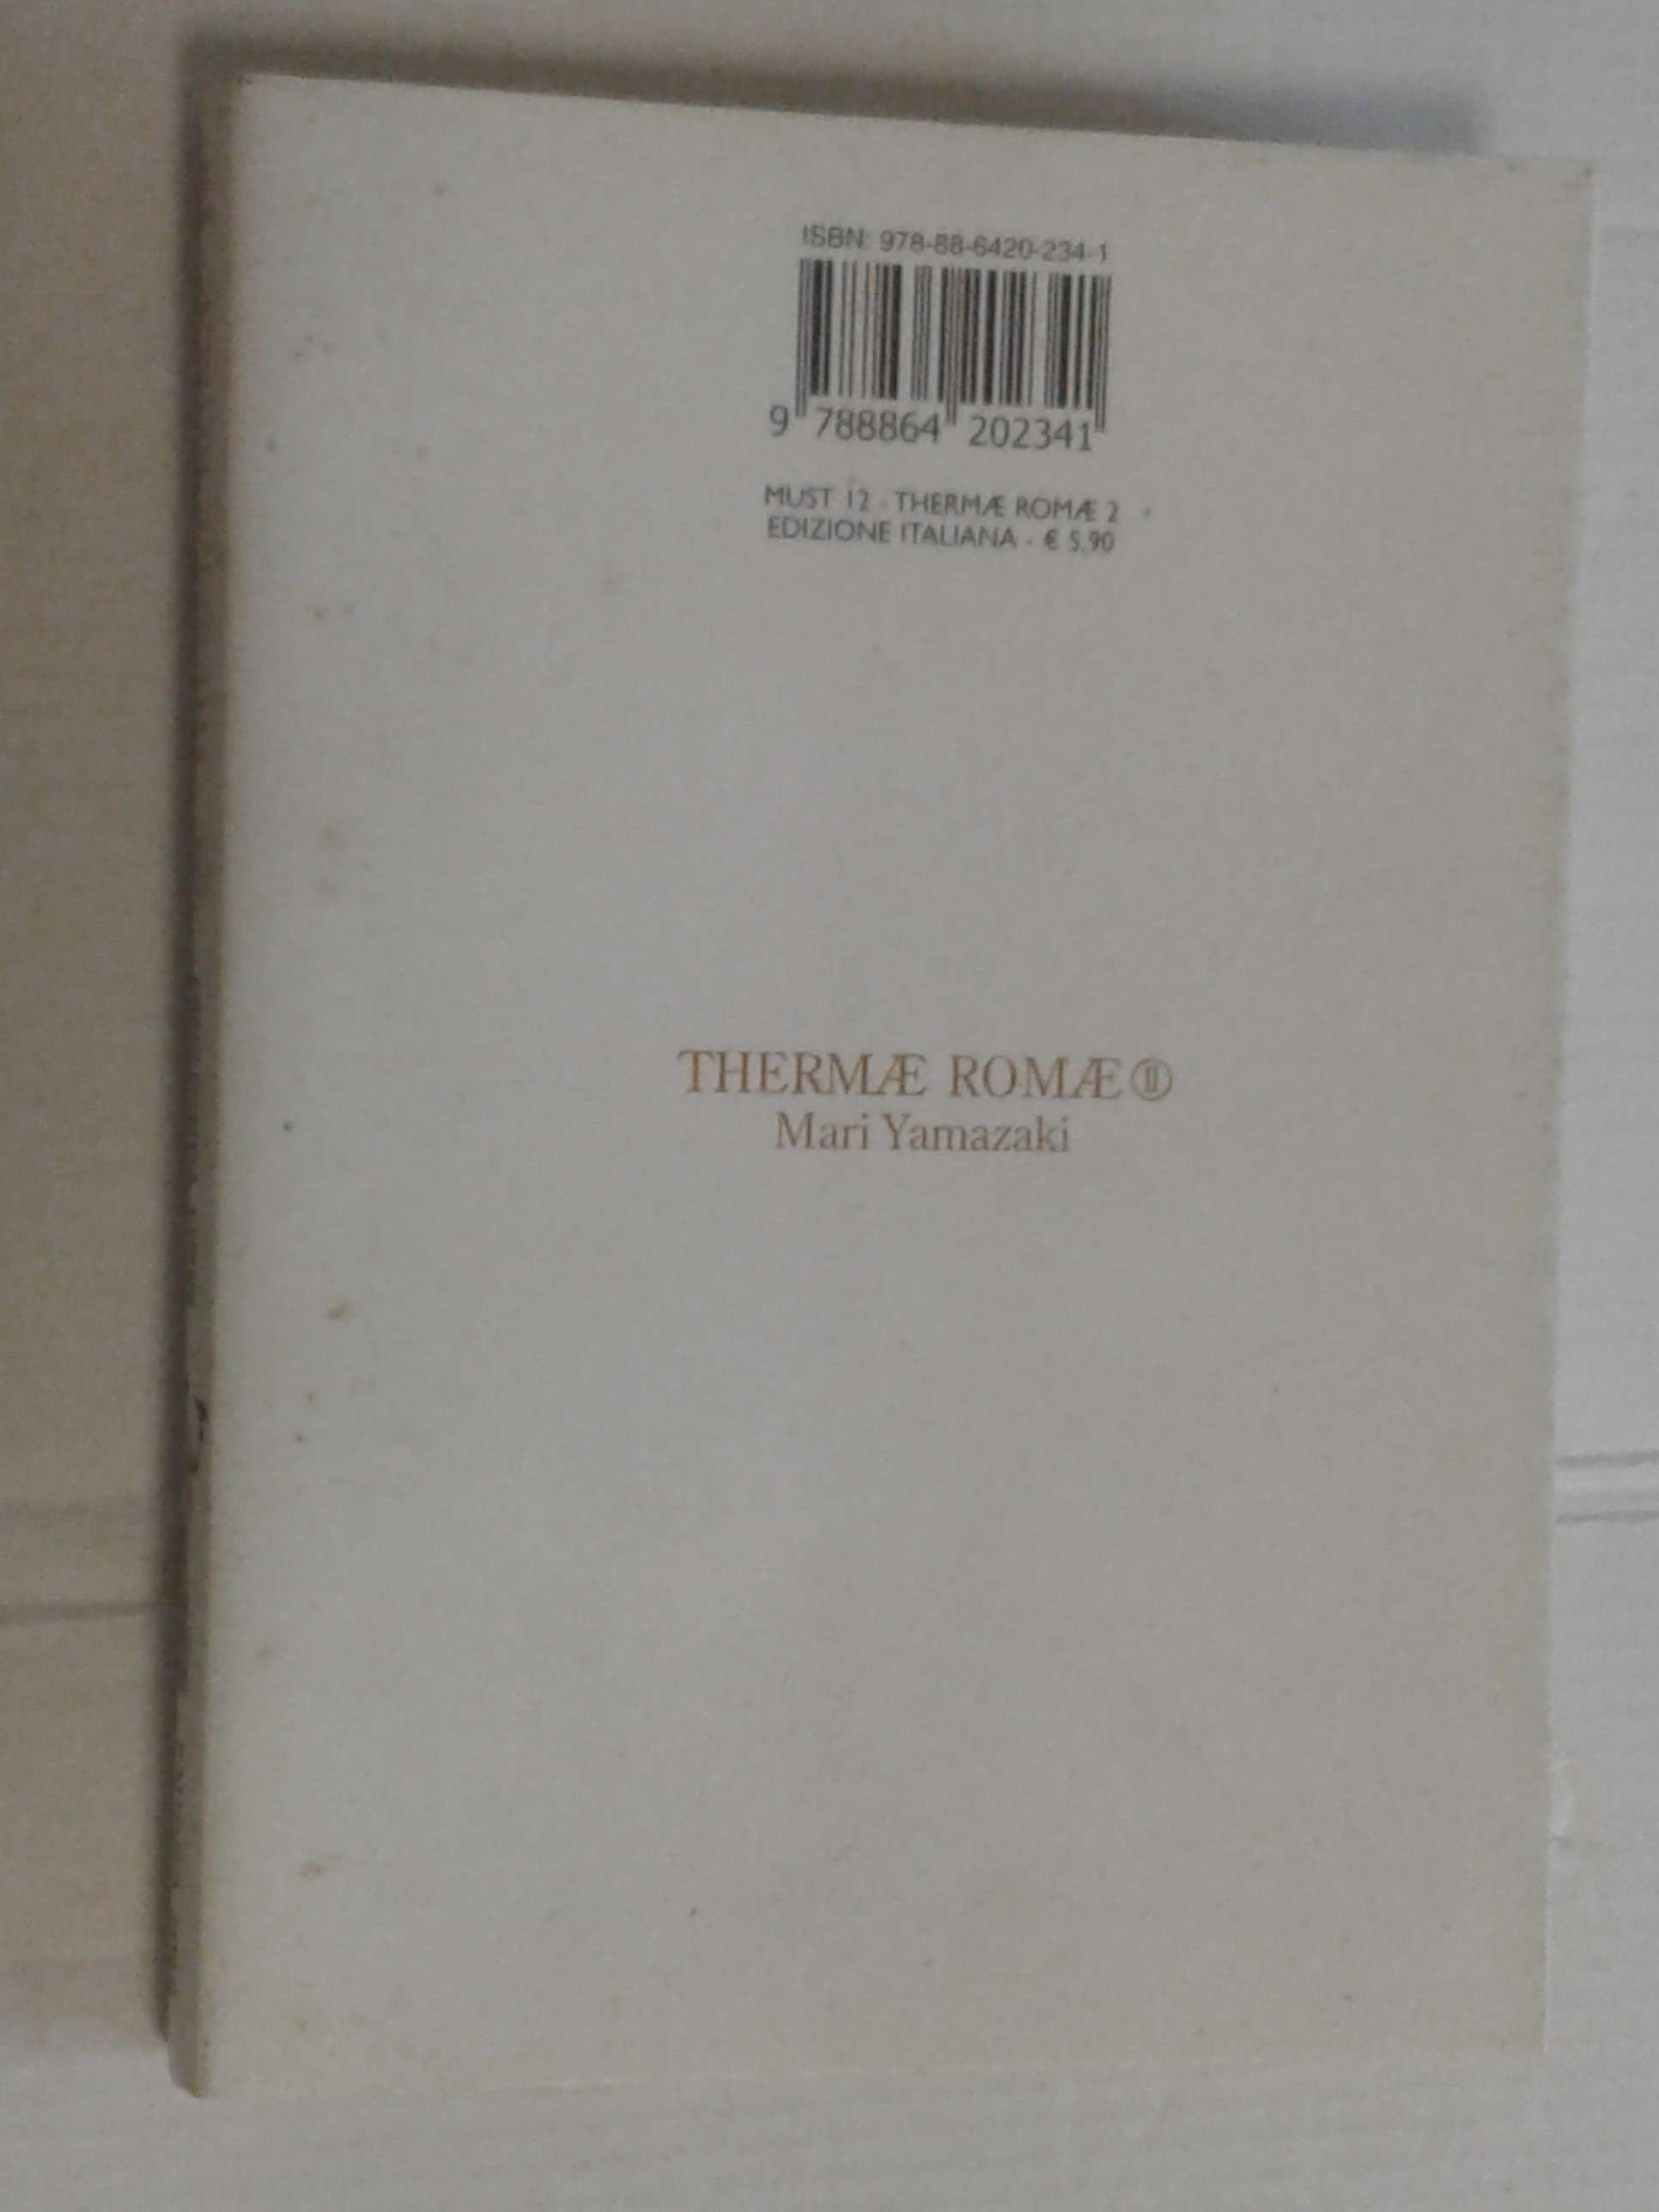 ISBN: 978-88-6420-234-1
9 788864 202341
MUST 12 - THERMÆ ROMÆ 2
EDIZIONE ITALIANA - € 5,90
THERMÆ ROMÆ Ⅱ
Mari Yamazaki